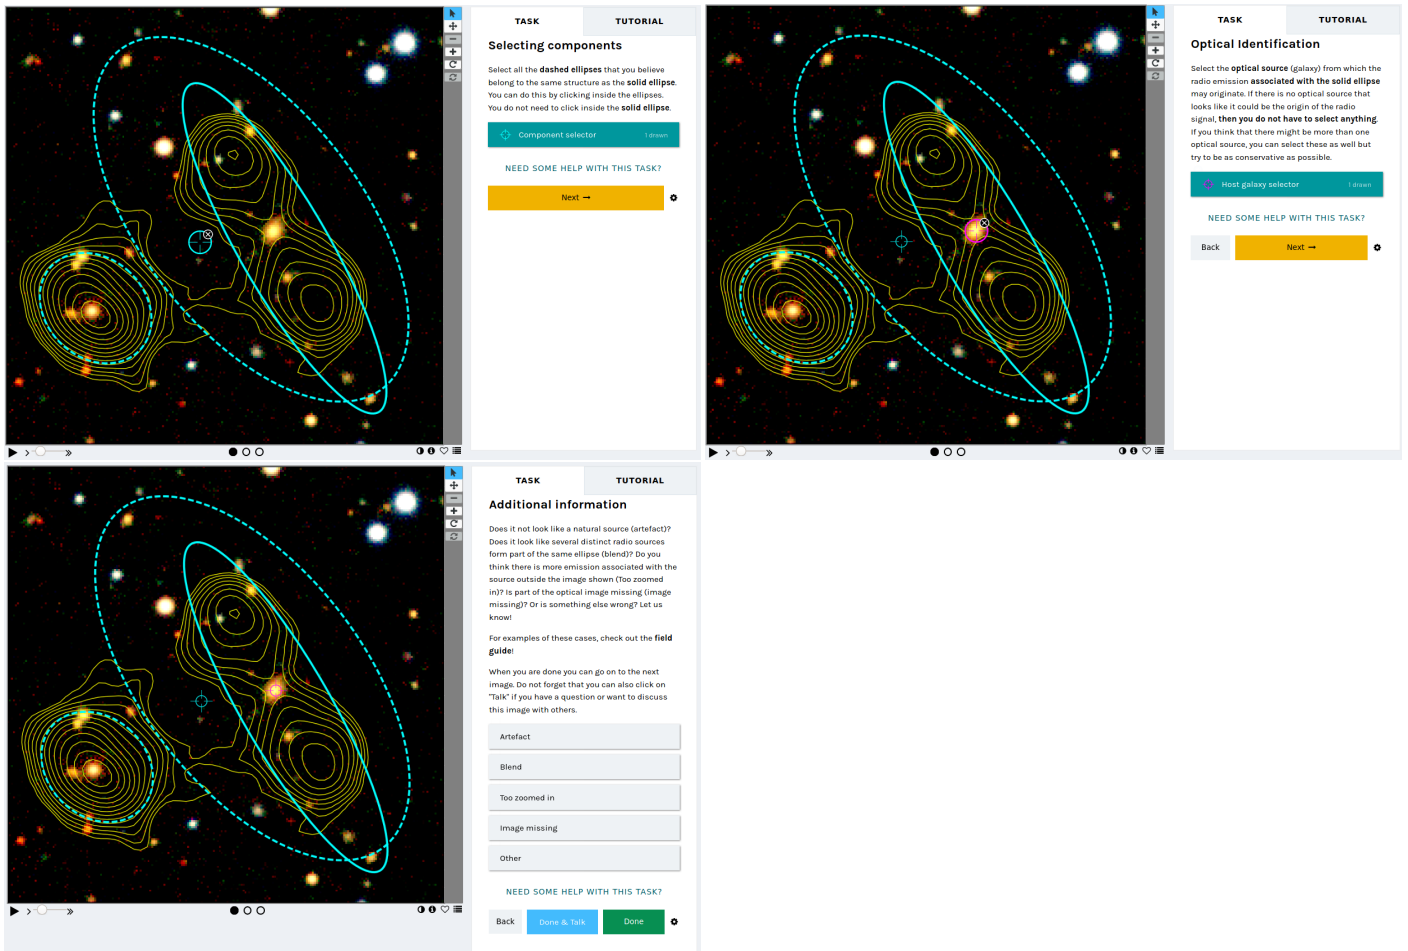 TASK
TUTORIAL
Selecting components
Select all the dashed ellipses that you believe
belong to the same structure as the solid ellipse.
You can do this by clicking inside the ellipses.
You do not need to click inside the solid ellipse.
Component selector
1 drawn
NEED SOME HELP WITH THIS TASK?
Next →
TASK
TUTORIAL
Optical Identification
Select the optical source (galaxy) from which the
radio emission associated with the solid ellipse
may originate. If there is no optical source that
looks like it could be the origin of the radio
signal, then you do not have to select anything.
If you think that there might be more than one
optical source, you can select these as well but
try to be as conservative as possible.
Host galaxy selector
1 drawn
NEED SOME HELP WITH THIS TASK?
Back
Next →
TASK
TUTORIAL
Additional information
Does it not look like a natural source (artefact)?
Does it look like several distinct radio sources
form part of the same ellipse (blend)? Do you
think there is more emission associated with the
source outside the image shown (Too zoomed
in)? Is part of the optical image missing (image
missing)? Or is something else wrong? Let us
know!
For examples of these cases, check out the field
guide!
When you are done you can go on to the next
image. Do not forget that you can also click on
"Talk" if you have a question or want to discuss
this image with others.
Artefact
Blend
Too zoomed in
Image missing
Other
NEED SOME HELP WITH THIS TASK?
Back
Done & Talk
Done